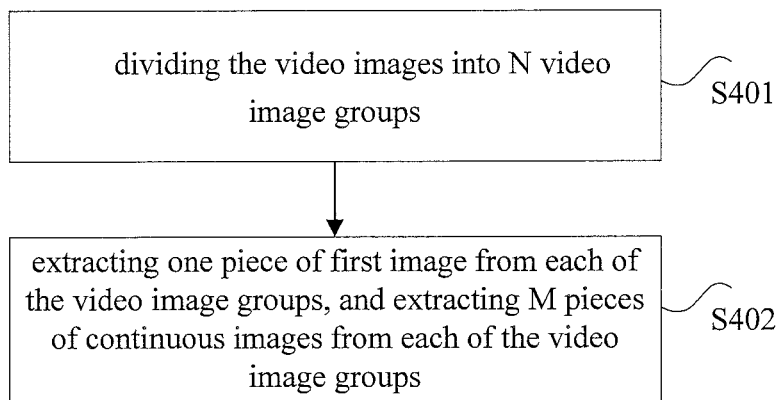 dividing the video images into N video
image groups
S401
extracting one piece of first image from each of
the video image groups, and extracting M pieces
of continuous images from each of the video
image groups
S402